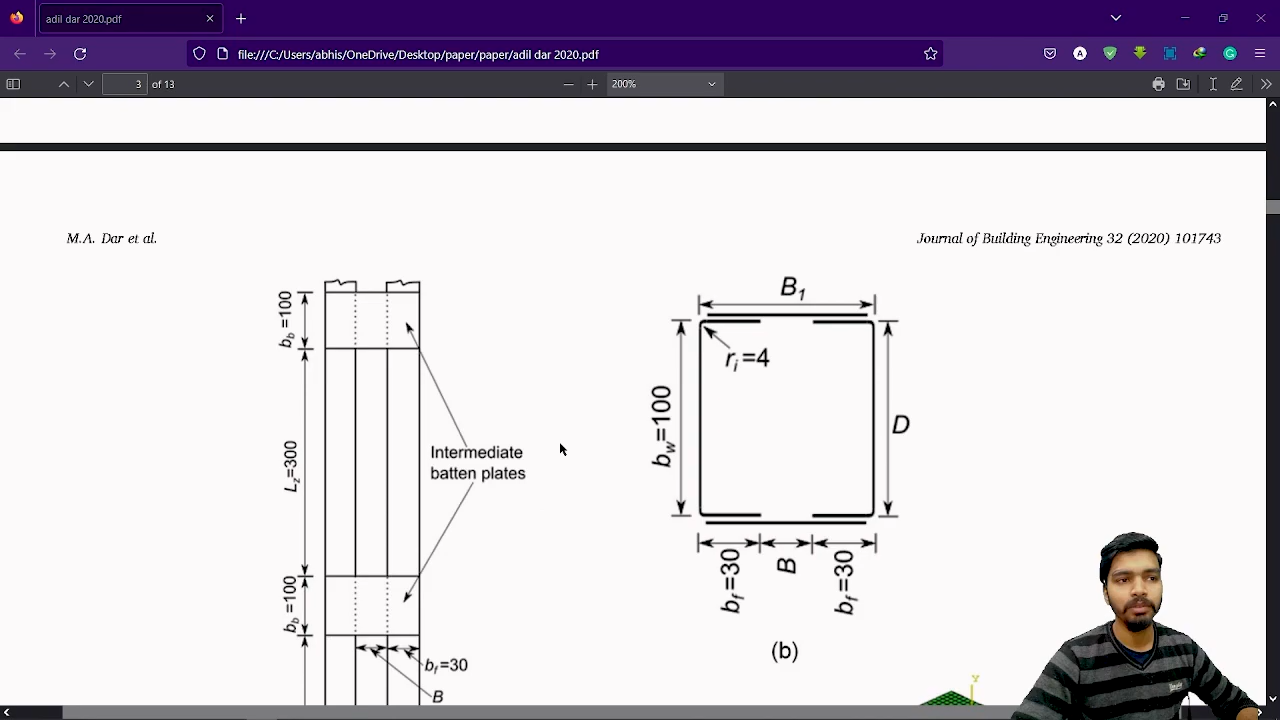 adil dar 2020.pdf
file:///C:/Users/abhis/OneDrive/Desktop/paper/paper/adil dar 2020.pdf
3 of 13
200%
M.A. Dar et al.
Journal of Building Engineering 32 (2020) 101743
b_b =100
L_z=300
b_b =100
Intermediate
batten plates
b_f=30
B
B_1
r_i=4
b_w=100
D
b_f=30
B
b_f=30
(b)
Y